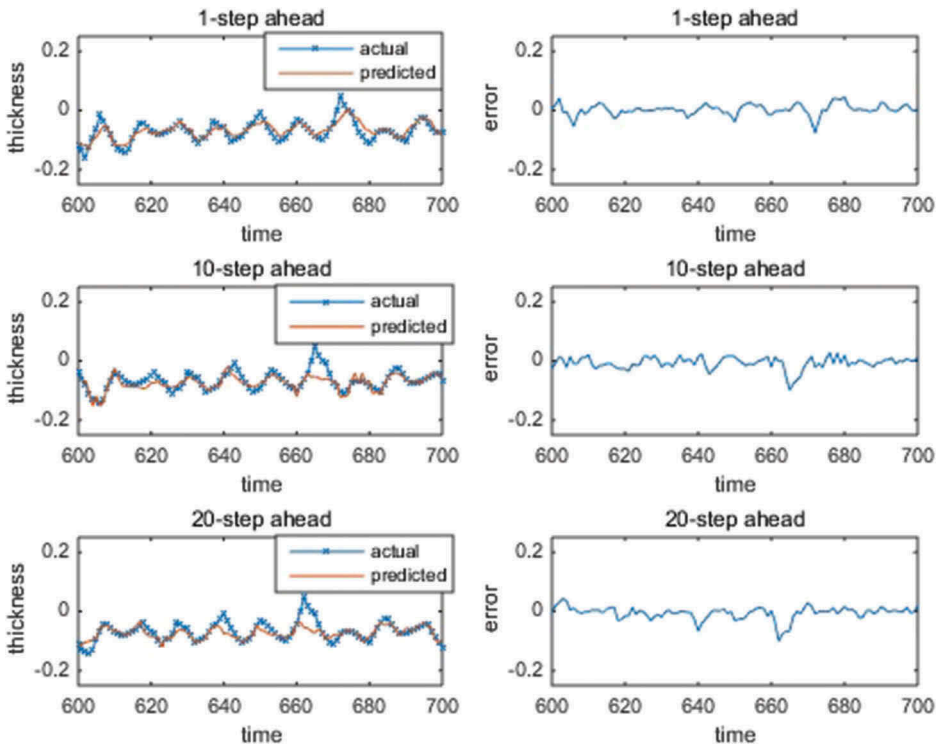 1-step ahead
thickness
0.2
0
-0.2
actual
predicted
600 620 640 660 680 700
time
1-step ahead
error
0.2
0
-0.2
600 620 640 660 680 700
time
10-step ahead
thickness
0.2
0
-0.2
actual
predicted
600 620 640 660 680 700
time
10-step ahead
error
0.2
0
-0.2
600 620 640 660 680 700
time
20-step ahead
thickness
0.2
0
-0.2
actual
predicted
600 620 640 660 680 700
time
20-step ahead
error
0.2
0
-0.2
600 620 640 660 680 700
time